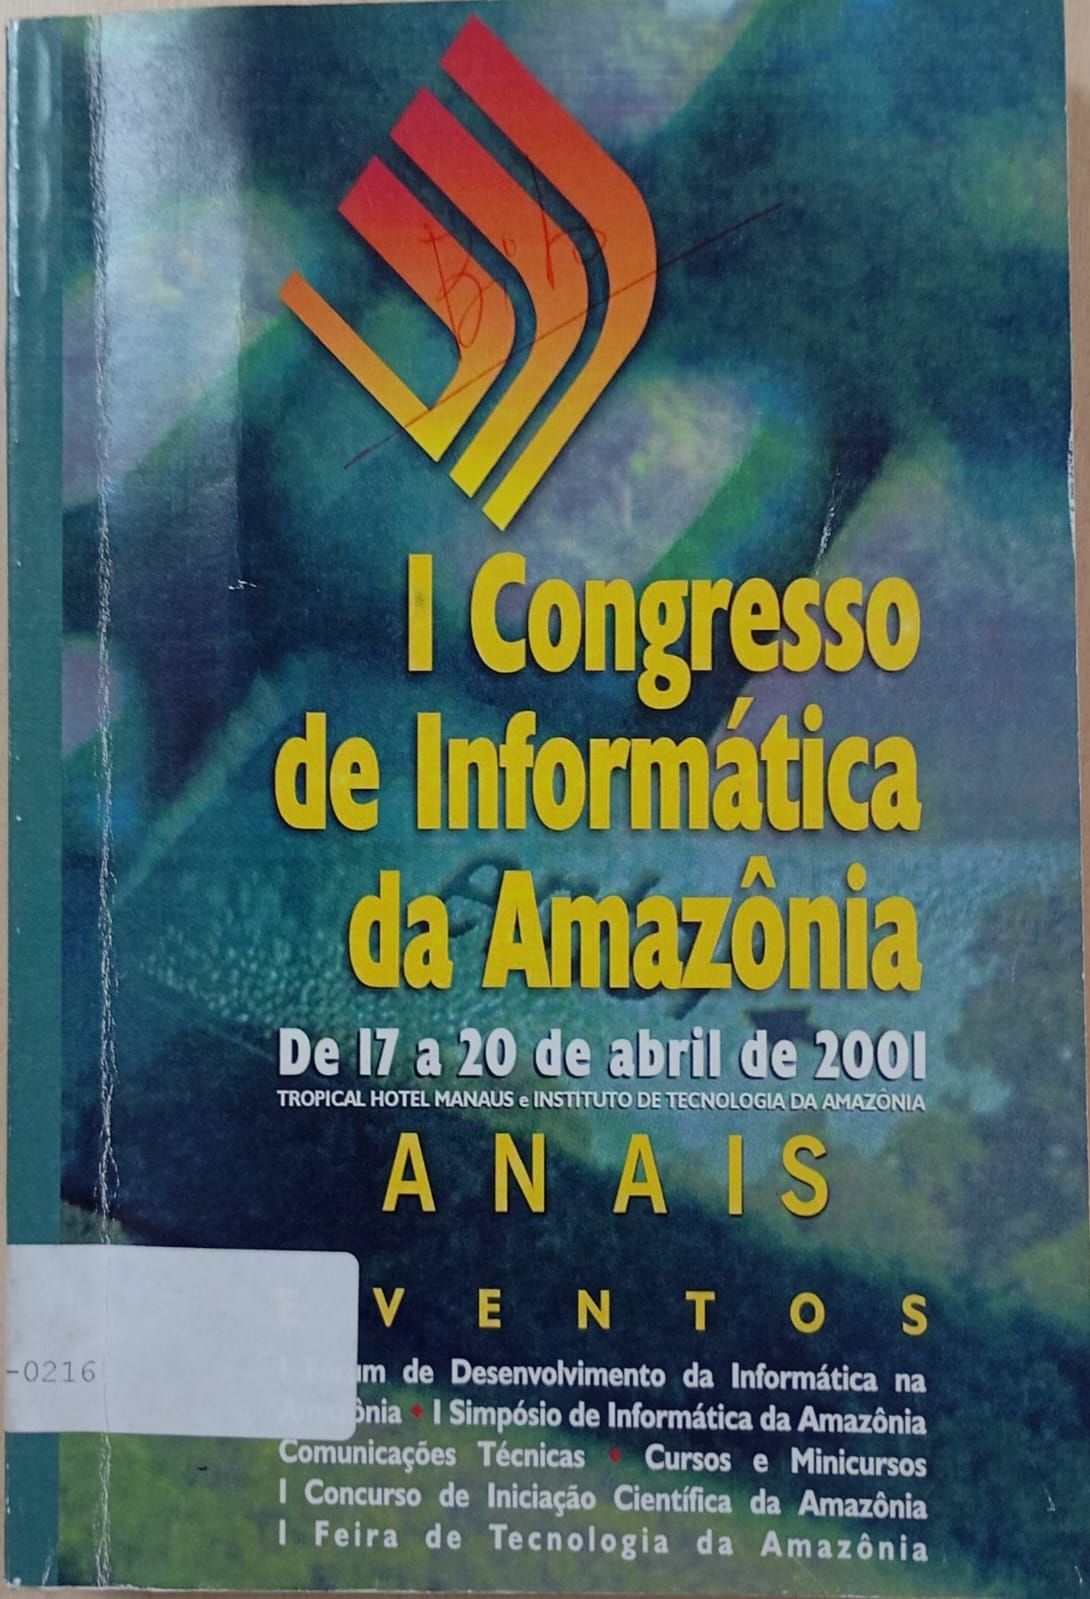 I Congresso
de Informática
da Amazônia
De 17 a 20 de abril de 2001
TROPICAL HOTEL MANAUS e INSTITUTO DE TECNOLOGIA DA AMAZÔNIA
ANAIS
EVENTOS
-0216
de Desenvolvimento da Informática na
Amazônia • I Simpósio de Informática da Amazônia
Comunicações Técnicas • Cursos e Minicursos
I Concurso de Iniciação Científica da Amazônia
I Feira de Tecnologia da Amazônia